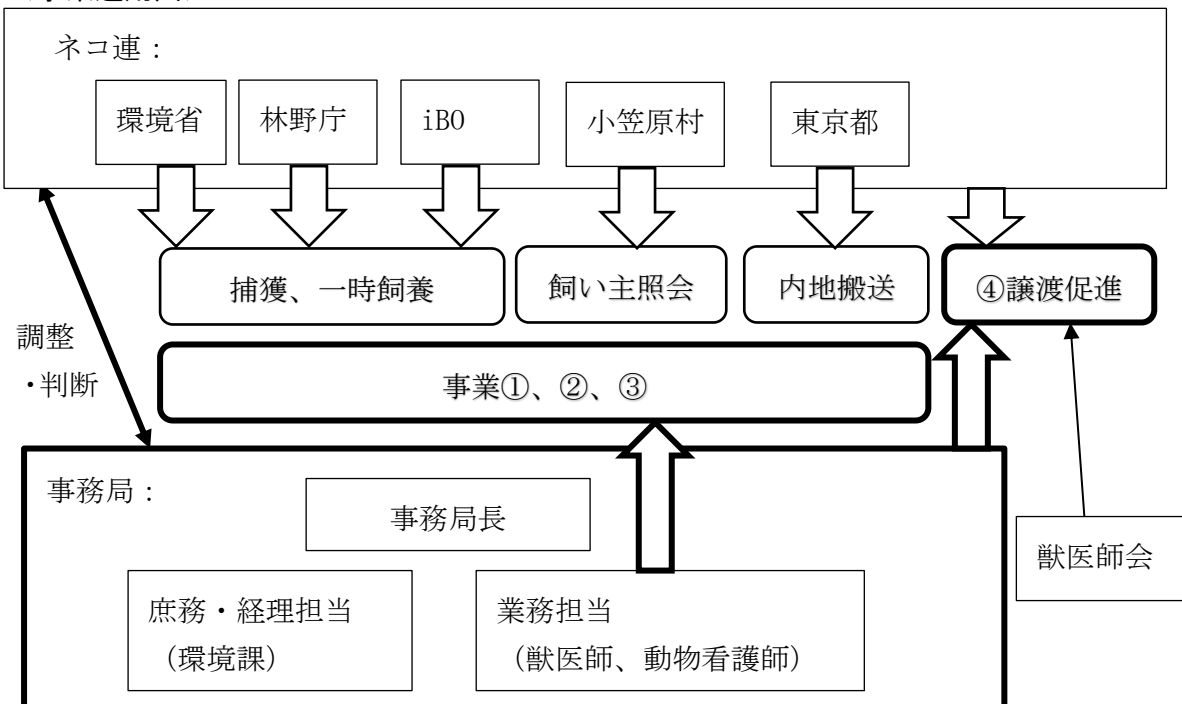 ネコ連：
環境省
林野庁
iBO
小笠原村
東京都
捕獲、一時飼養
飼い主照会
内地搬送
④譲渡促進
調整
・判断
事業①、②、③
事務局：
事務局長
獣医師会
庶務・経理担当
（環境課）
業務担当
（獣医師、動物看護師）